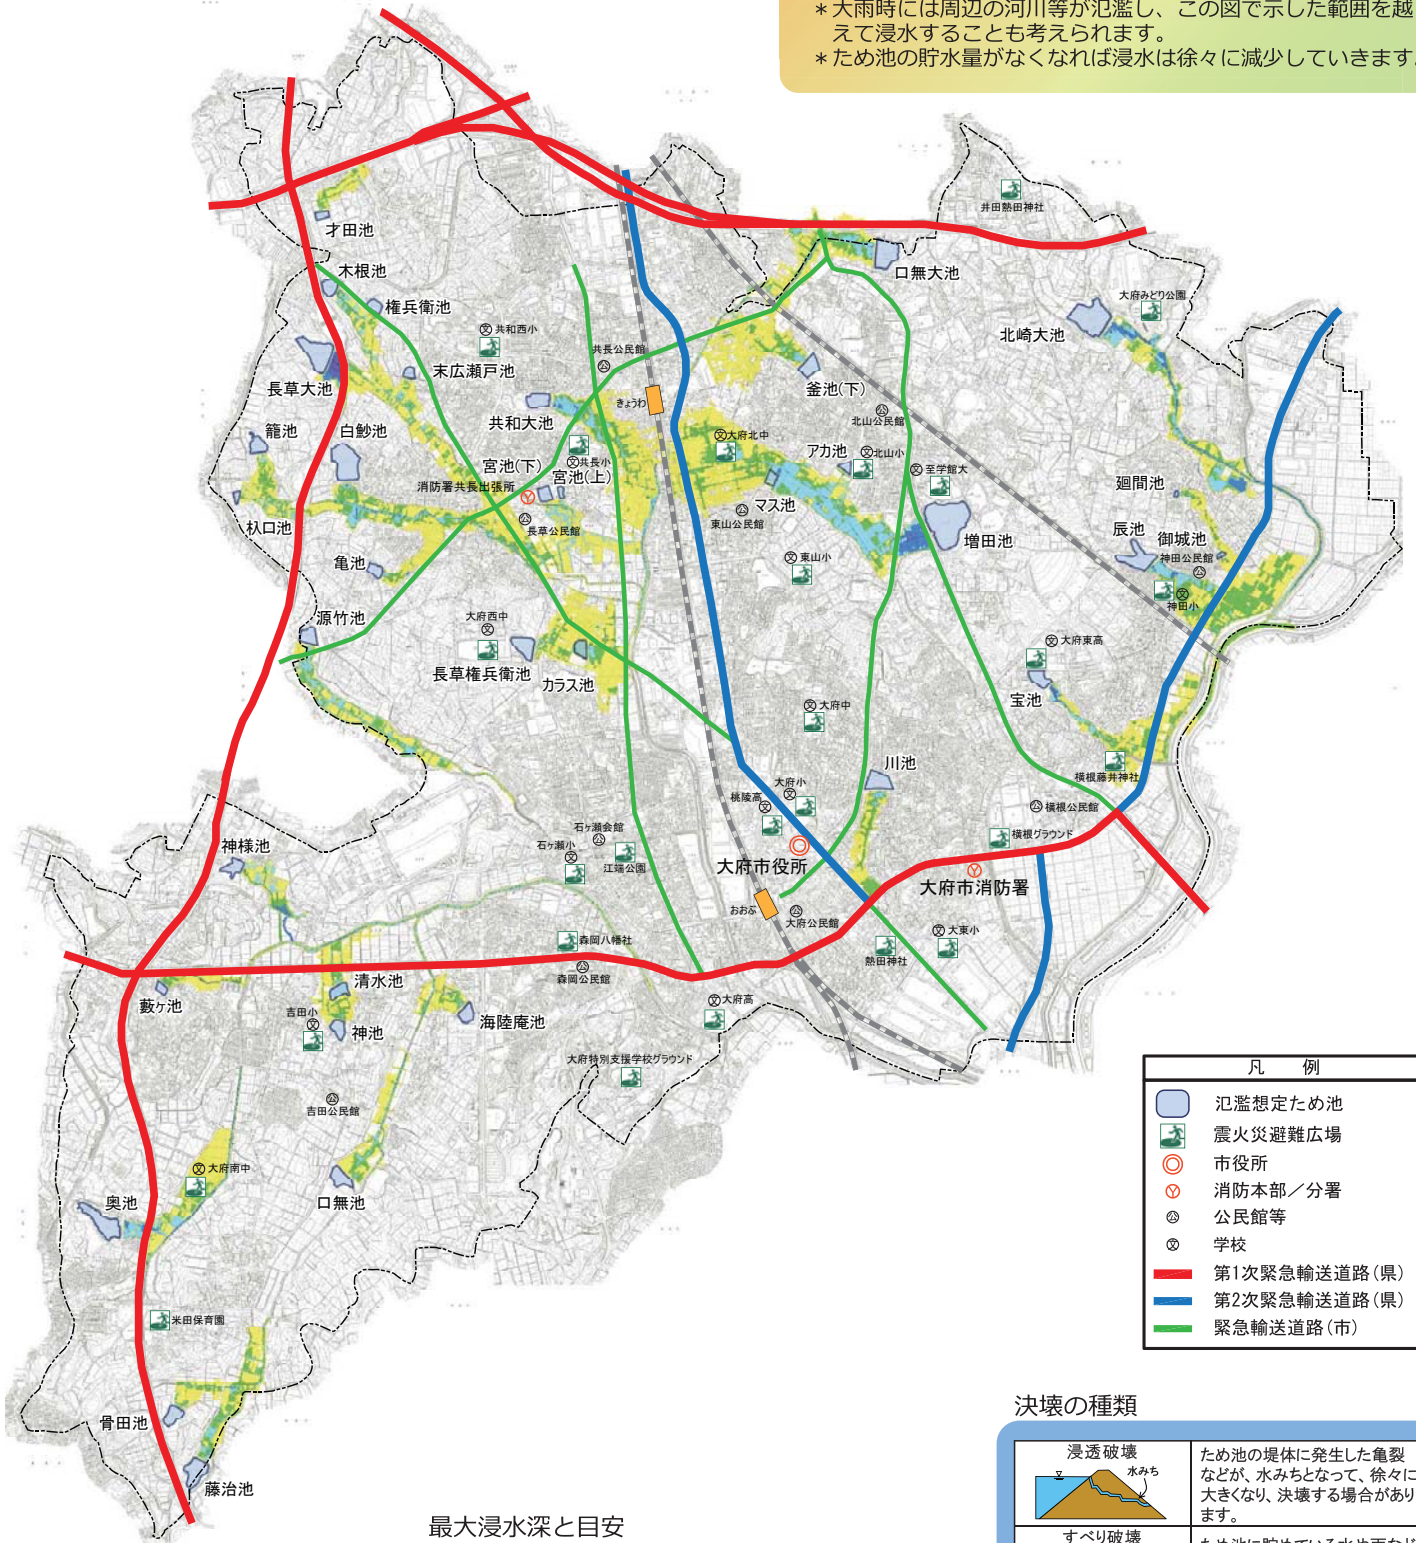 ＊大雨時には周辺の河川等が氾濫し、この図で示した範囲を越
えて浸水することも考えられます。
＊ため池の貯水量がなくなれば浸水は徐々に減少していきます。
井田熱田神社
才田池
口無大池
木根池
権兵衛池
大府みどり公園
北崎大池
共和西小
共長公民館
末広瀬戸池
長草大池
釜池(下)
きょうわ
共和大池
北山公民館
籠池
白鯋池
大府北中
アカ池
北山小
宮池(下)
共長小
宮池(上)
至学館大
消防署共長出張所
マス池
廻間池
杁口池
長草公民館
東山公民館
増田池
辰池
御城池
亀池
東山小
神田公民館
神田小
源竹池
大府西中
大府東高
長草権兵衛池
カラス池
宝池
大府中
川池
横根藤井神社
大府小
桃陵高
横根公民館
石ヶ瀬会館
横根グラウンド
神様池
石ヶ瀬小
江端公園
大府市役所
大府市消防署
おおぶ
大府公民館
大東小
森岡八幡社
熱田神社
森岡公民館
清水池
藪ヶ池
大府高
吉田小
海陸庵池
神池
大府特別支援学校グラウンド
吉田公民館
大府南中
奥池
口無池
米田保育園
骨田池
藤治池
凡 例
氾濫想定ため池
震火災避難広場
市役所
消防本部／分署
公民館等
学校
第1次緊急輸送道路(県)
第2次緊急輸送道路(県)
緊急輸送道路(市)
決壊の種類
浸透破壊
水みち
ため池の堤体に発生した亀裂
などが、水みちとなって、徐々に
大きくなり、決壊する場合があり
ます。
すべり破壊
ため池に貯めている水や雨など
最大浸水深と目安